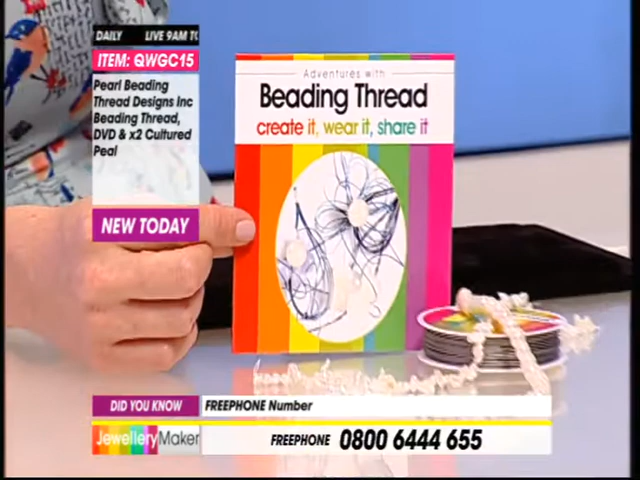 DAILY LIVE 9AM TO
ITEM: QWGC15
Pearl Beading
Thread Designs Inc
Beading Thread,
DVD & x2 Cultured
Peal
NEW TODAY
Adventures with
Beading Thread
create it, wear it, share it
DID YOU KNOW FREEPHONE Number
JewelleryMaker FREEPHONE 0800 6444 655